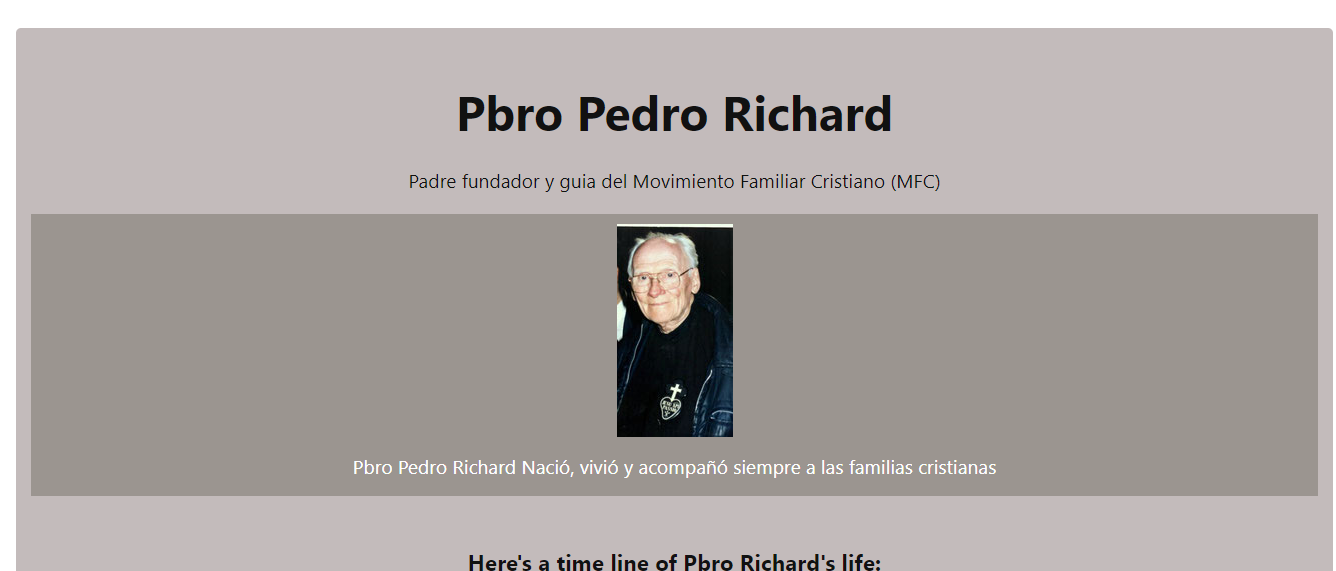 Pbro Pedro Richard
Padre fundador y guia del Movimiento Familiar Cristiano (MFC)
Pbro Pedro Richard Nació, vivió y acompañó siempre a las familias cristianas
Here's a time line of Pbro Richard's life: